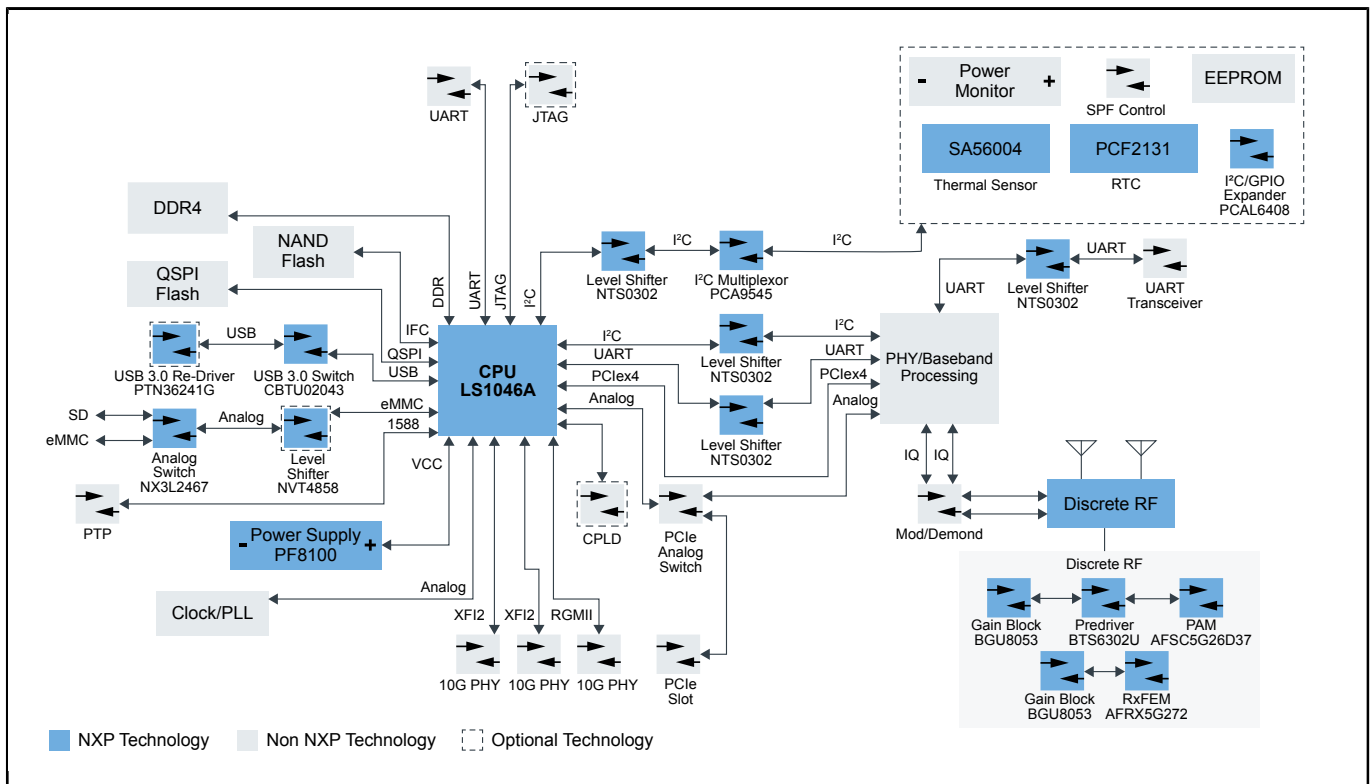 UART
JTAG
- Power
Monitor +
SPF Control
EEPROM
SA56004
Thermal Sensor
PCF2131
RTC
I²C/GPIO
Expander
PCAL6408
DDR4
NAND
Flash
QSPI
Flash
DDR
UART
JTAG
I²C
Level Shifter
NTS0302
I²C
I²C Multiplexor
PCA9545
I²C
UART
Level Shifter
NTS0302
UART
UART
Transceiver
IFC
QSPI
USB
USB
USB 3.0 Re-Driver
PTN36241G
USB 3.0 Switch
CBTU02043
CPU
LS1046A
I²C
UART
PCIex4
Analog
Level Shifter
NTS0302
Level Shifter
NTS0302
I²C
UART
PCIex4
Analog
PHY/Baseband
Processing
SD
eMMC
Analog
Switch
NX3L2467
Analog
Level
Shifter
NVT4858
eMMC
1588
VCC
PTP
- Power Supply +
PF8100
Clock/PLL
Analog
XFI2
XFI2
RGMII
10G PHY
10G PHY
10G PHY
CPLD
PCIe
Analog
Switch
PCIe
Slot
IQ
IQ
Mod/Demond
Discrete RF
Discrete RF
Gain Block
BGU8053
Predriver
BTS6302U
PAM
AFSC5G26D37
Gain Block
BGU8053
RxFEM
AFRX5G272
NXP Technology
Non NXP Technology
Optional Technology